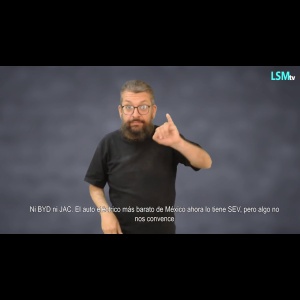 LSMtv
Ni BYD ni JAC. El auto eléctrico más barato de México ahora lo tiene SEV, pero algo no
nos convence.